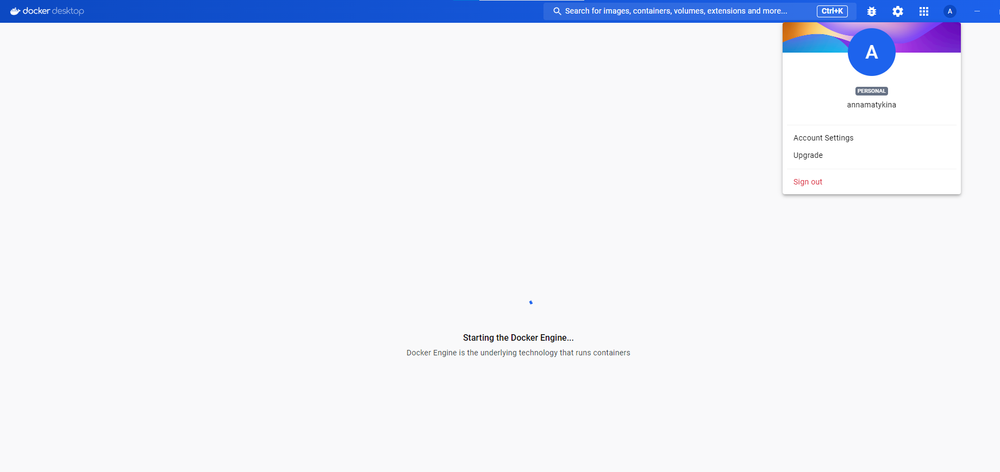 docker desktop
Search for images, containers, volumes, extensions and more...
Ctrl+K
A
A
PERSONAL
annamatykina
Account Settings
Upgrade
Sign out
Starting the Docker Engine...
Docker Engine is the underlying technology that runs containers